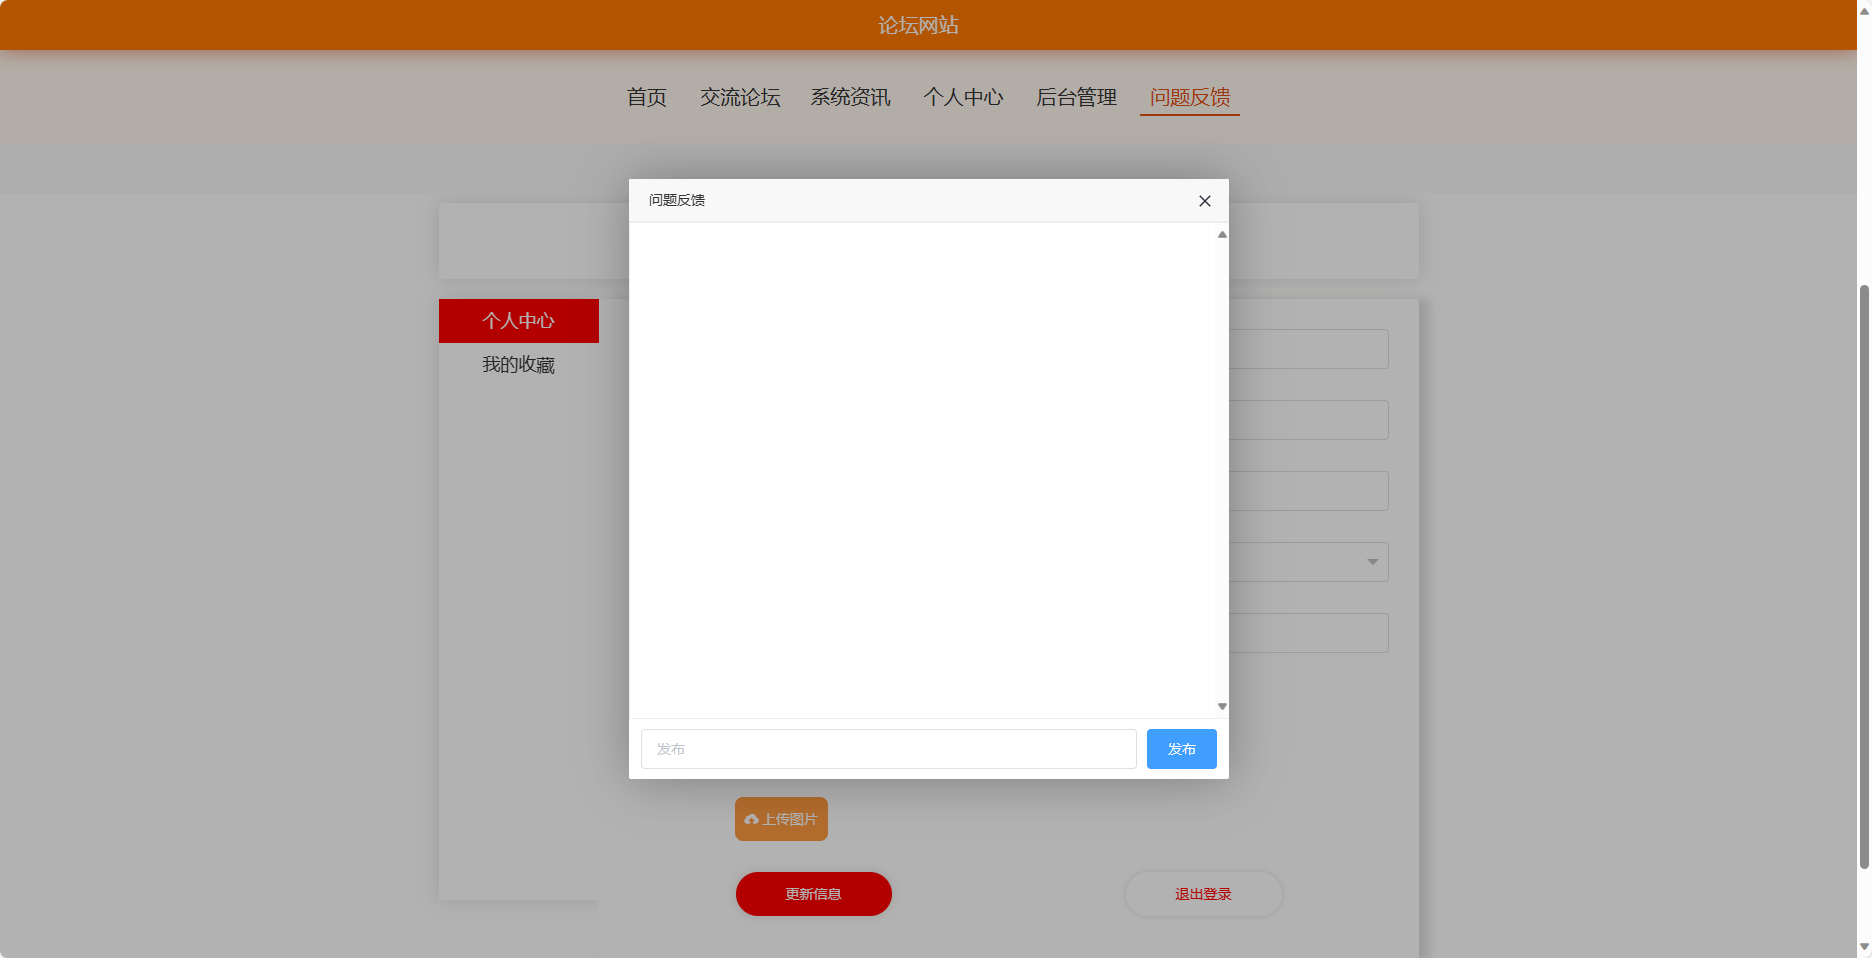 论坛网站
首页 交流论坛 系统资讯 个人中心 后台管理 问题反馈
问题反馈
个人中心
我的收藏
发布 发布
上传图片
更新信息 退出登录